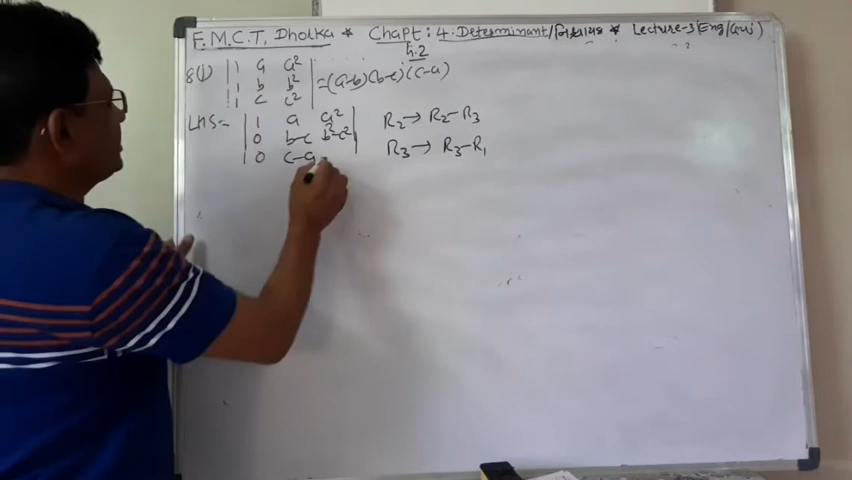 F.M.C.T. Dholka * Chapt: 4. Determinant/નિશ્ચાયક * Lecture-3 (Eng/Guj)
4.2
8(i) | 1 a a² |
| 1 b b² | = (a-b)(b-c)(c-a)
| 1 c c² |
LHS = | 1 a a² | R₂ → R₂-R₃
| 0 b-c b²-c² |
| 0 c-a R₃ → R₃-R₁